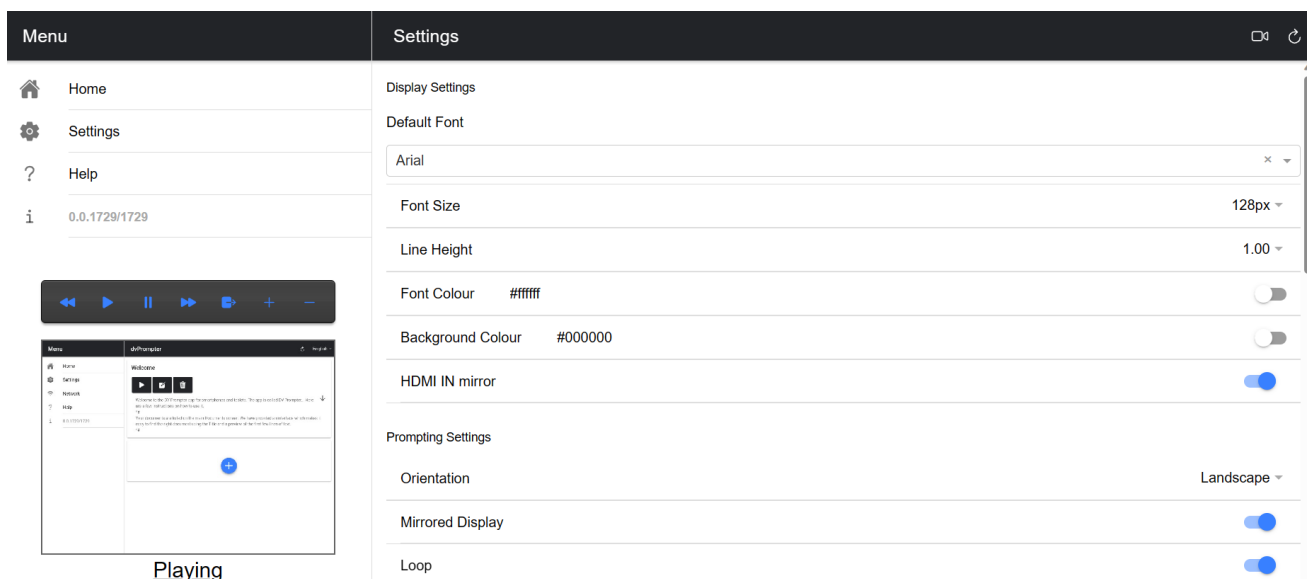 Menu
Settings
Home
Settings
Help
i 0.0.1729/1729
Display Settings
Default Font
Arial
Font Size 128px
Line Height 1.00
Font Colour #ffffff
Background Colour #000000
HDMI IN mirror
Prompting Settings
Orientation Landscape
Mirrored Display
Loop
Menu
dvPrompter
English
Home
Settings
Network
Help
Welcome
Playing